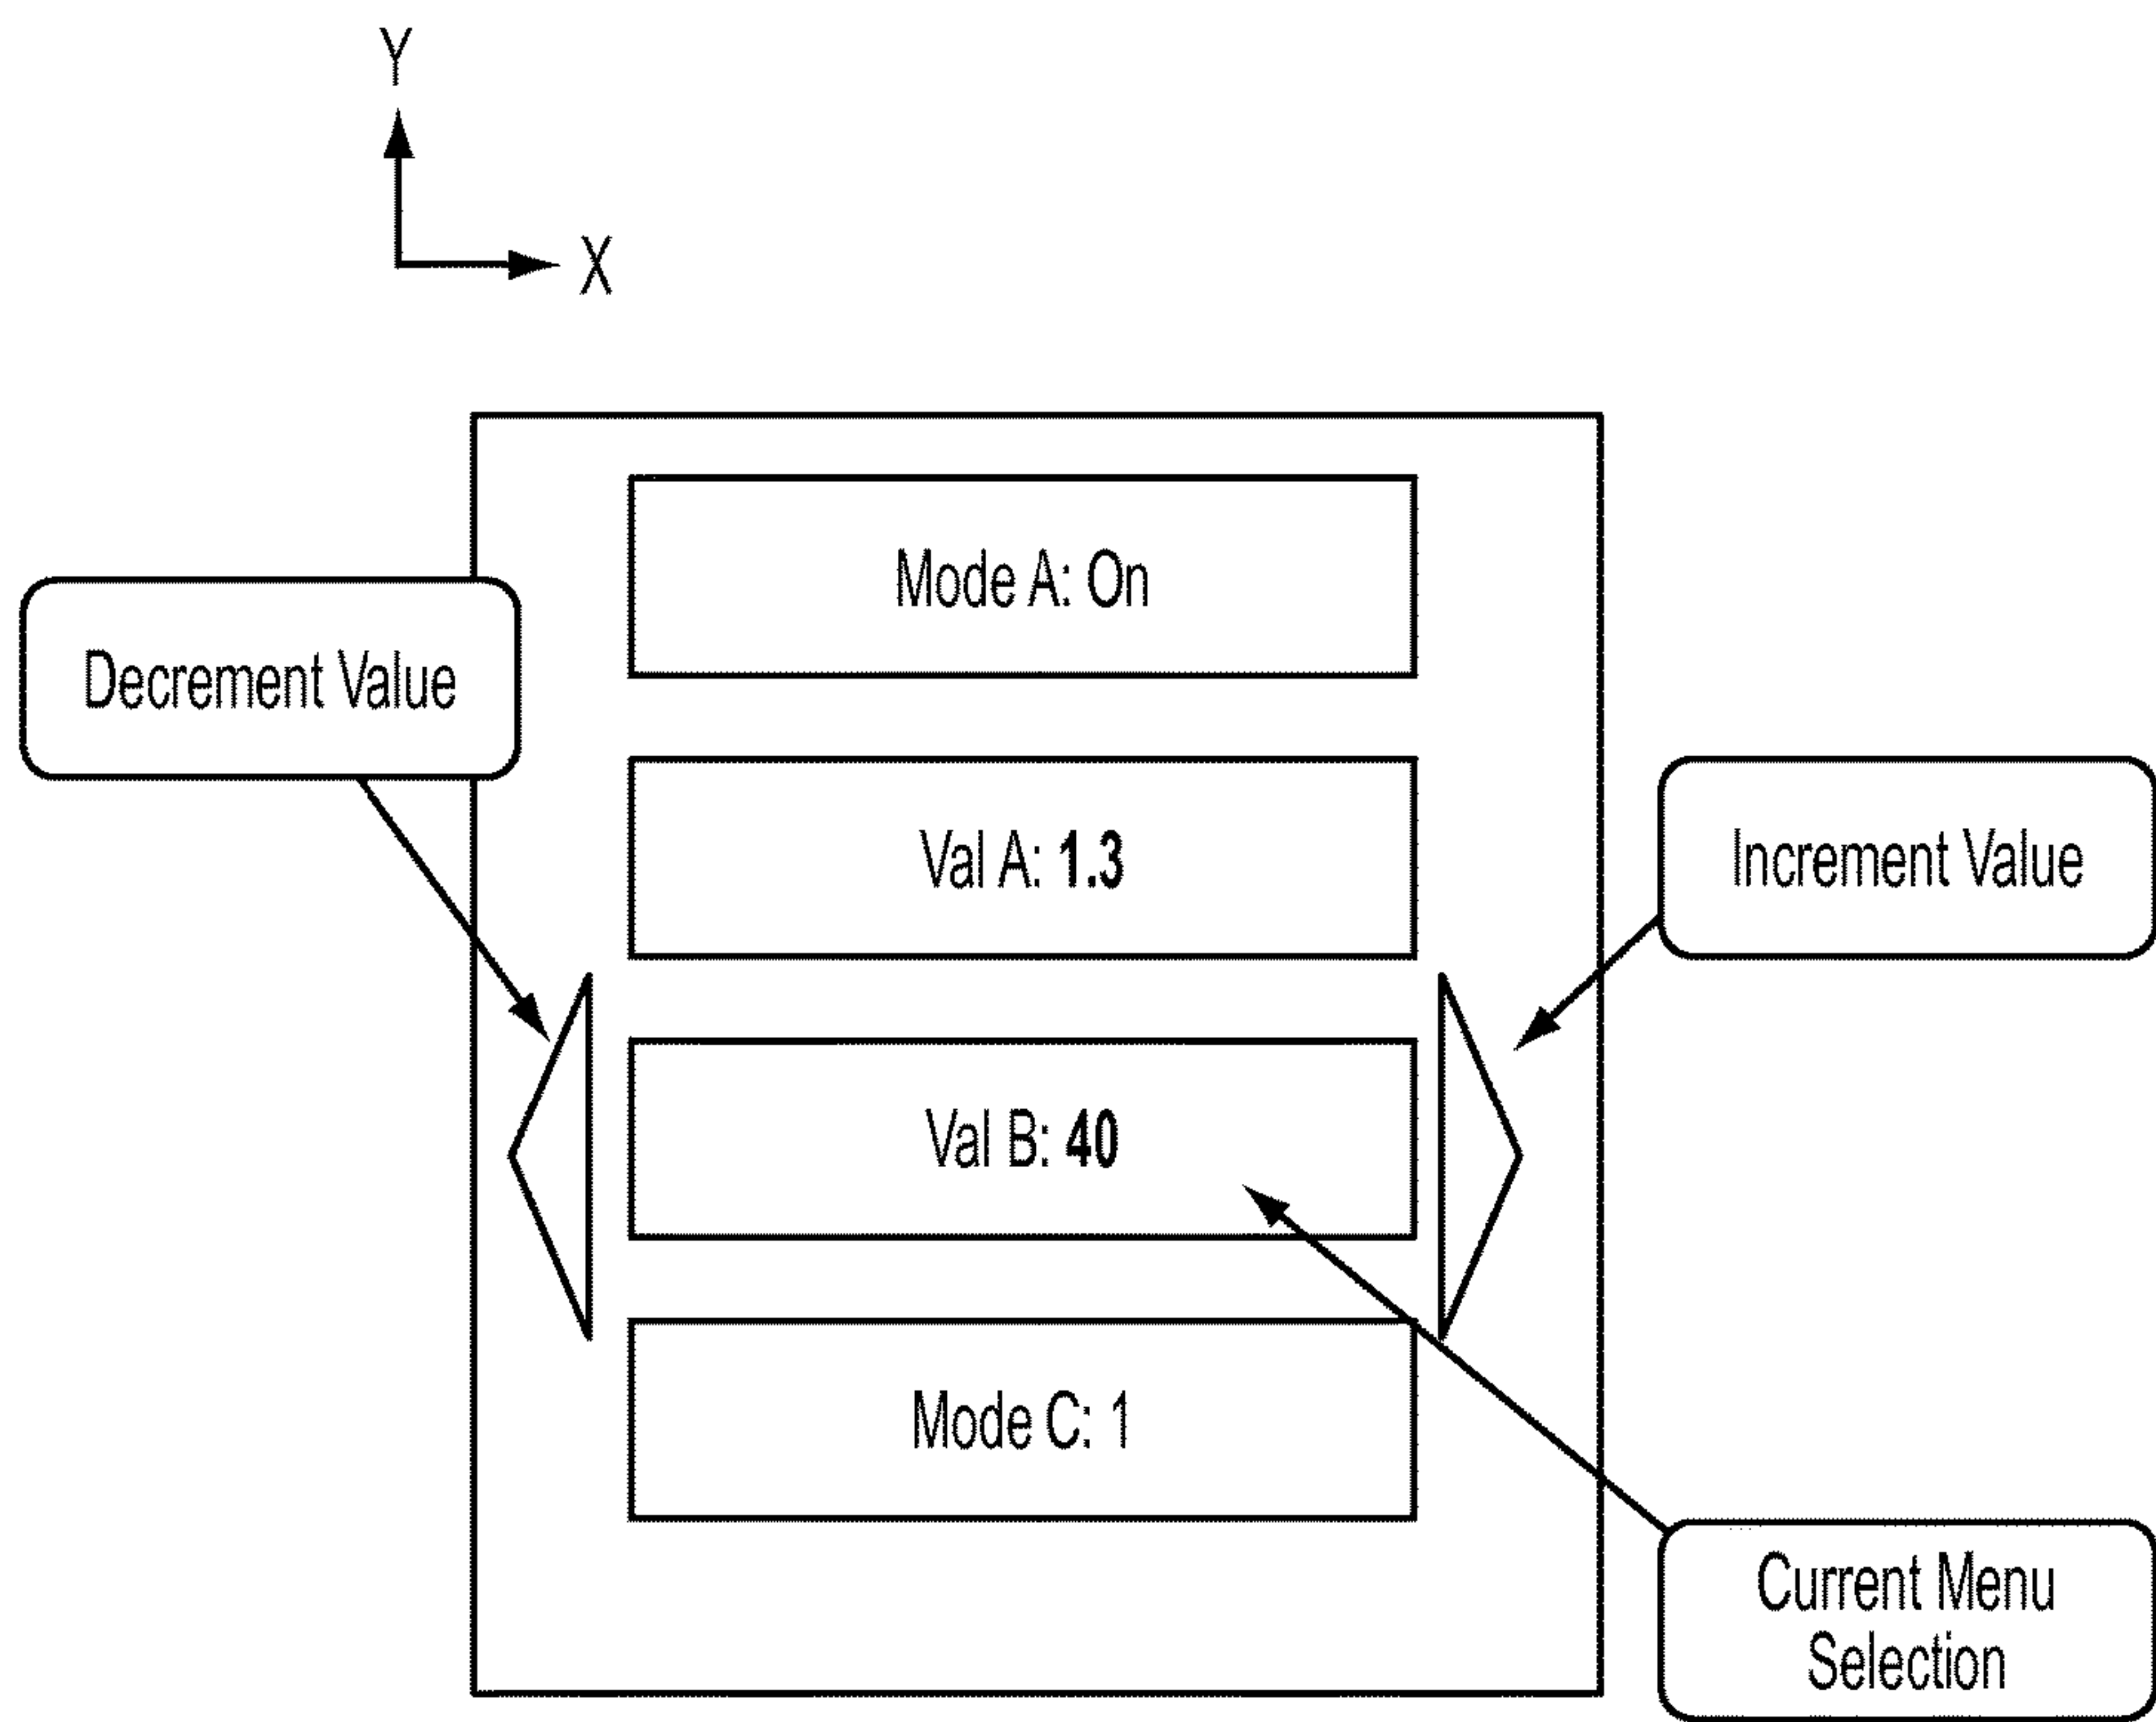 Y
X
Mode A: On
Decrement Value
Val A: 1.3
Increment Value
Val B: 40
Mode C: 1
Current Menu
Selection